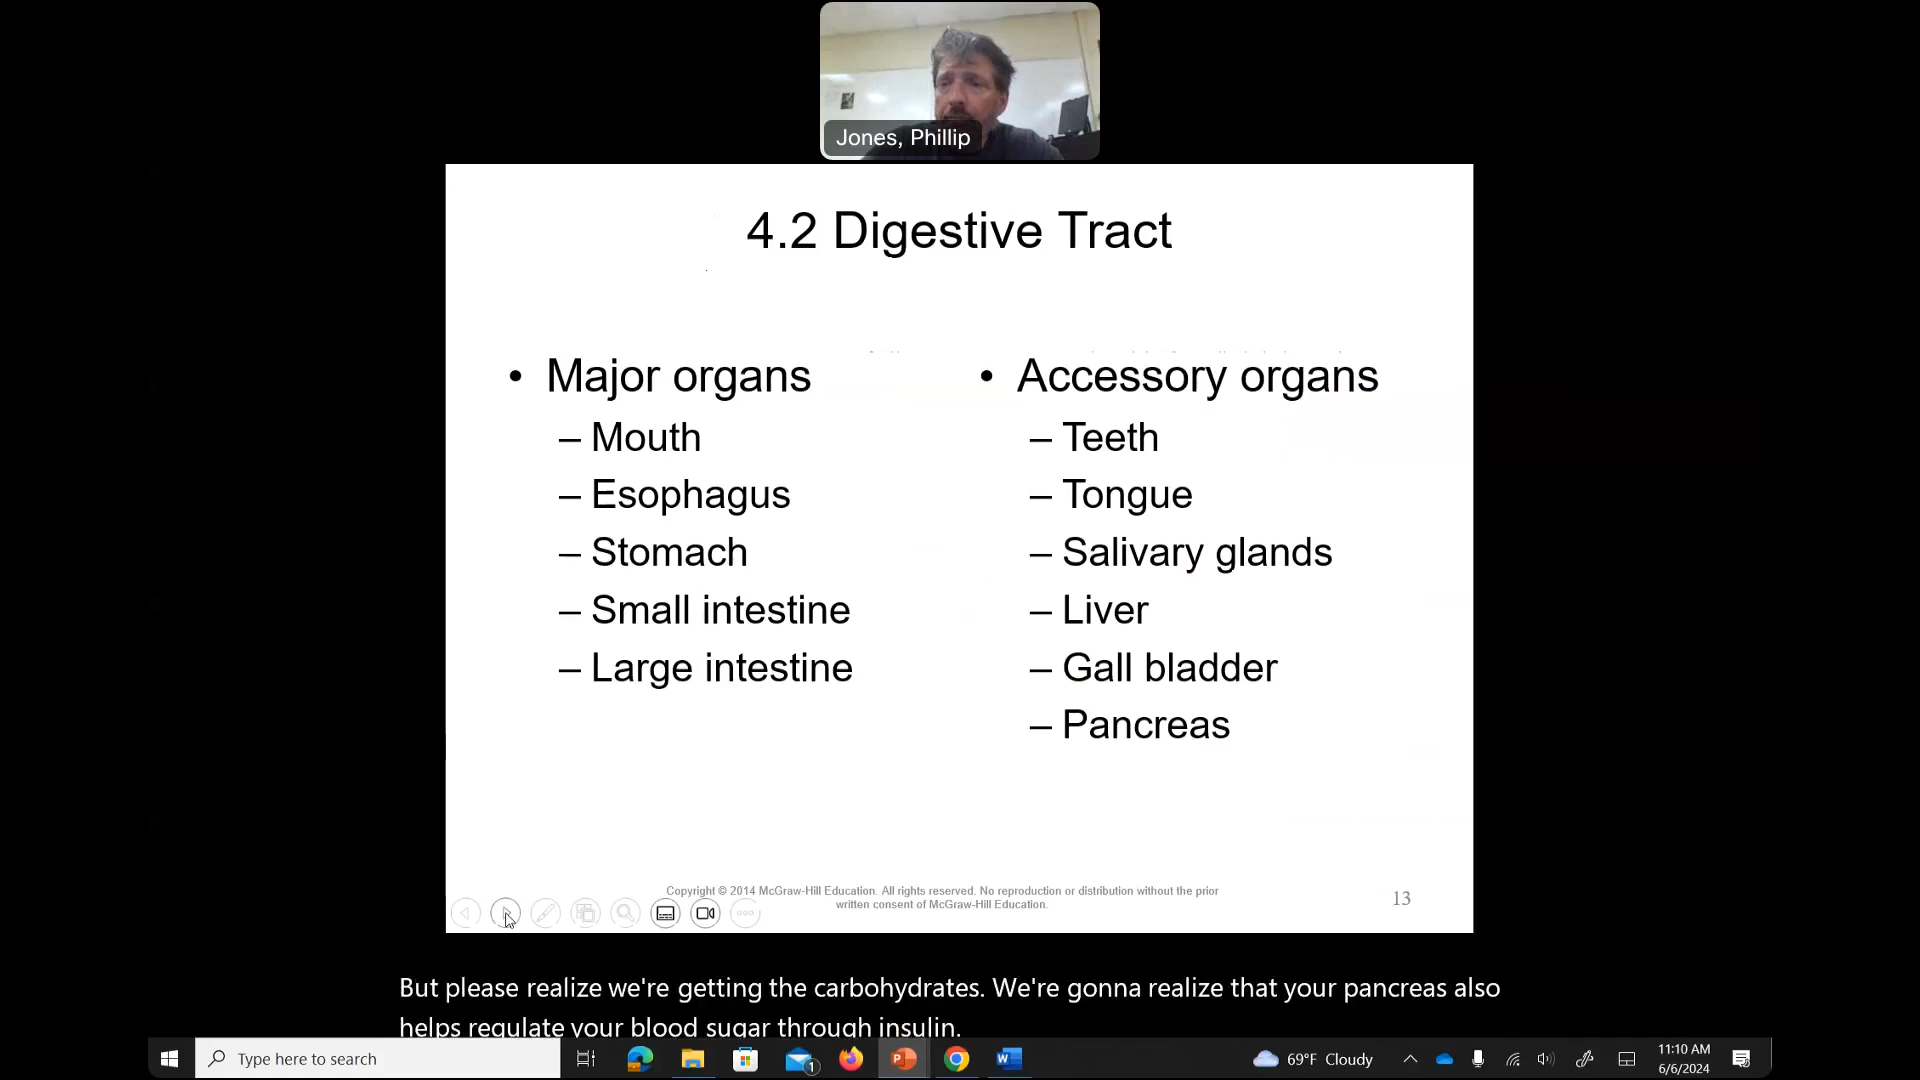 Jones, Phillip
4.2 Digestive Tract
• Major organs
– Mouth
– Esophagus
– Stomach
– Small intestine
– Large intestine
• Accessory organs
– Teeth
– Tongue
– Salivary glands
– Liver
– Gall bladder
– Pancreas
Copyright © 2014 McGraw-Hill Education. All rights reserved. No reproduction or distribution without the prior
written consent of McGraw-Hill Education.
13
But please realize we're getting the carbohydrates. We're gonna realize that your pancreas also
helps regulate your blood sugar through insulin.
Type here to search
1
69°F Cloudy
11:10 AM
6/6/2024